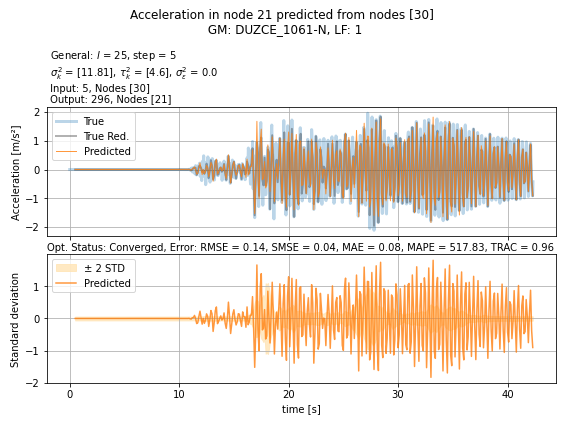 Acceleration in node 21 predicted from nodes [30]
GM: DUZCE_1061-N, LF: 1
General: l = 25, step = 5
σ²ₖ = [11.81], τ²ₖ = [4.6], σ²ε = 0.0
Input: 5, Nodes [30]
Output: 296, Nodes [21]
True
True Red.
Predicted
Acceleration [m/s²]
2
1
0
−1
−2
Opt. Status: Converged, Error: RMSE = 0.14, SMSE = 0.04, MAE = 0.08, MAPE = 517.83, TRAC = 0.96
± 2 STD
Predicted
Standard deviation
1
0
−1
−2
0 10 20 30 40
time [s]